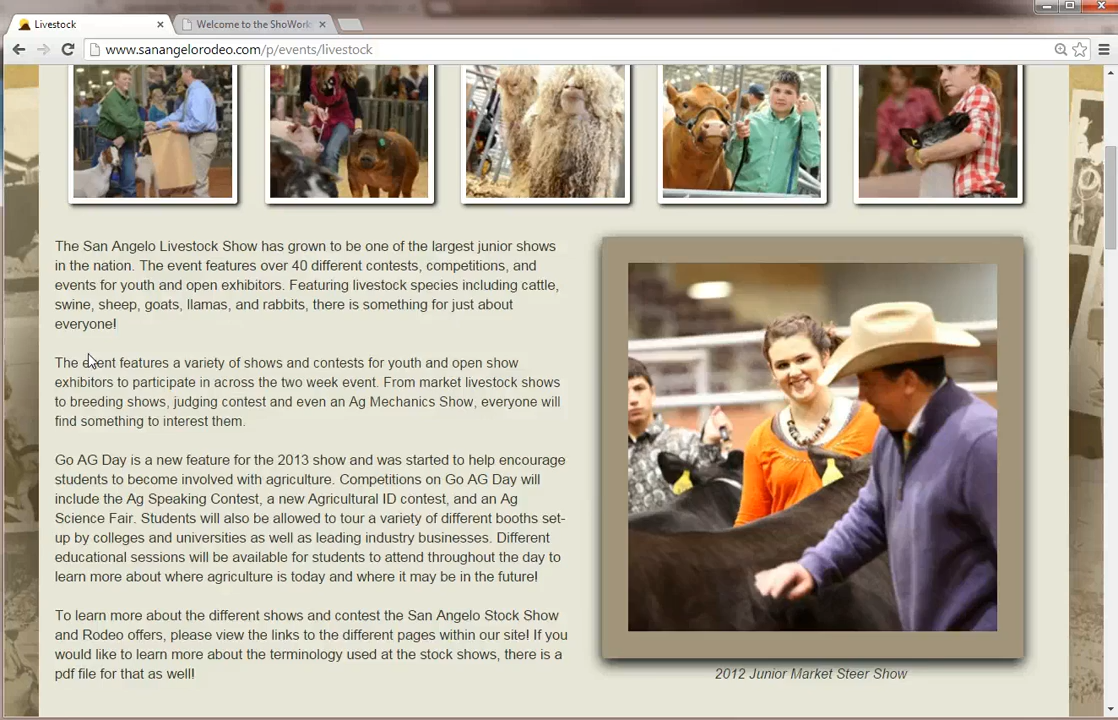 Livestock
Welcome to the ShoWork
www.sanangelorodeo.com/p/events/livestock
The San Angelo Livestock Show has grown to be one of the largest junior shows
in the nation. The event features over 40 different contests, competitions, and
events for youth and open exhibitors. Featuring livestock species including cattle,
swine, sheep, goats, llamas, and rabbits, there is something for just about
everyone!
The event features a variety of shows and contests for youth and open show
exhibitors to participate in across the two week event. From market livestock shows
to breeding shows, judging contest and even an Ag Mechanics Show, everyone will
find something to interest them.
Go AG Day is a new feature for the 2013 show and was started to help encourage
students to become involved with agriculture. Competitions on Go AG Day will
include the Ag Speaking Contest, a new Agricultural ID contest, and an Ag
Science Fair. Students will also be allowed to tour a variety of different booths set-
up by colleges and universities as well as leading industry businesses. Different
educational sessions will be available for students to attend throughout the day to
learn more about where agriculture is today and where it may be in the future!
To learn more about the different shows and contest the San Angelo Stock Show
and Rodeo offers, please view the links to the different pages within our site! If you
would like to learn more about the terminology used at the stock shows, there is a
pdf file for that as well!
2012 Junior Market Steer Show